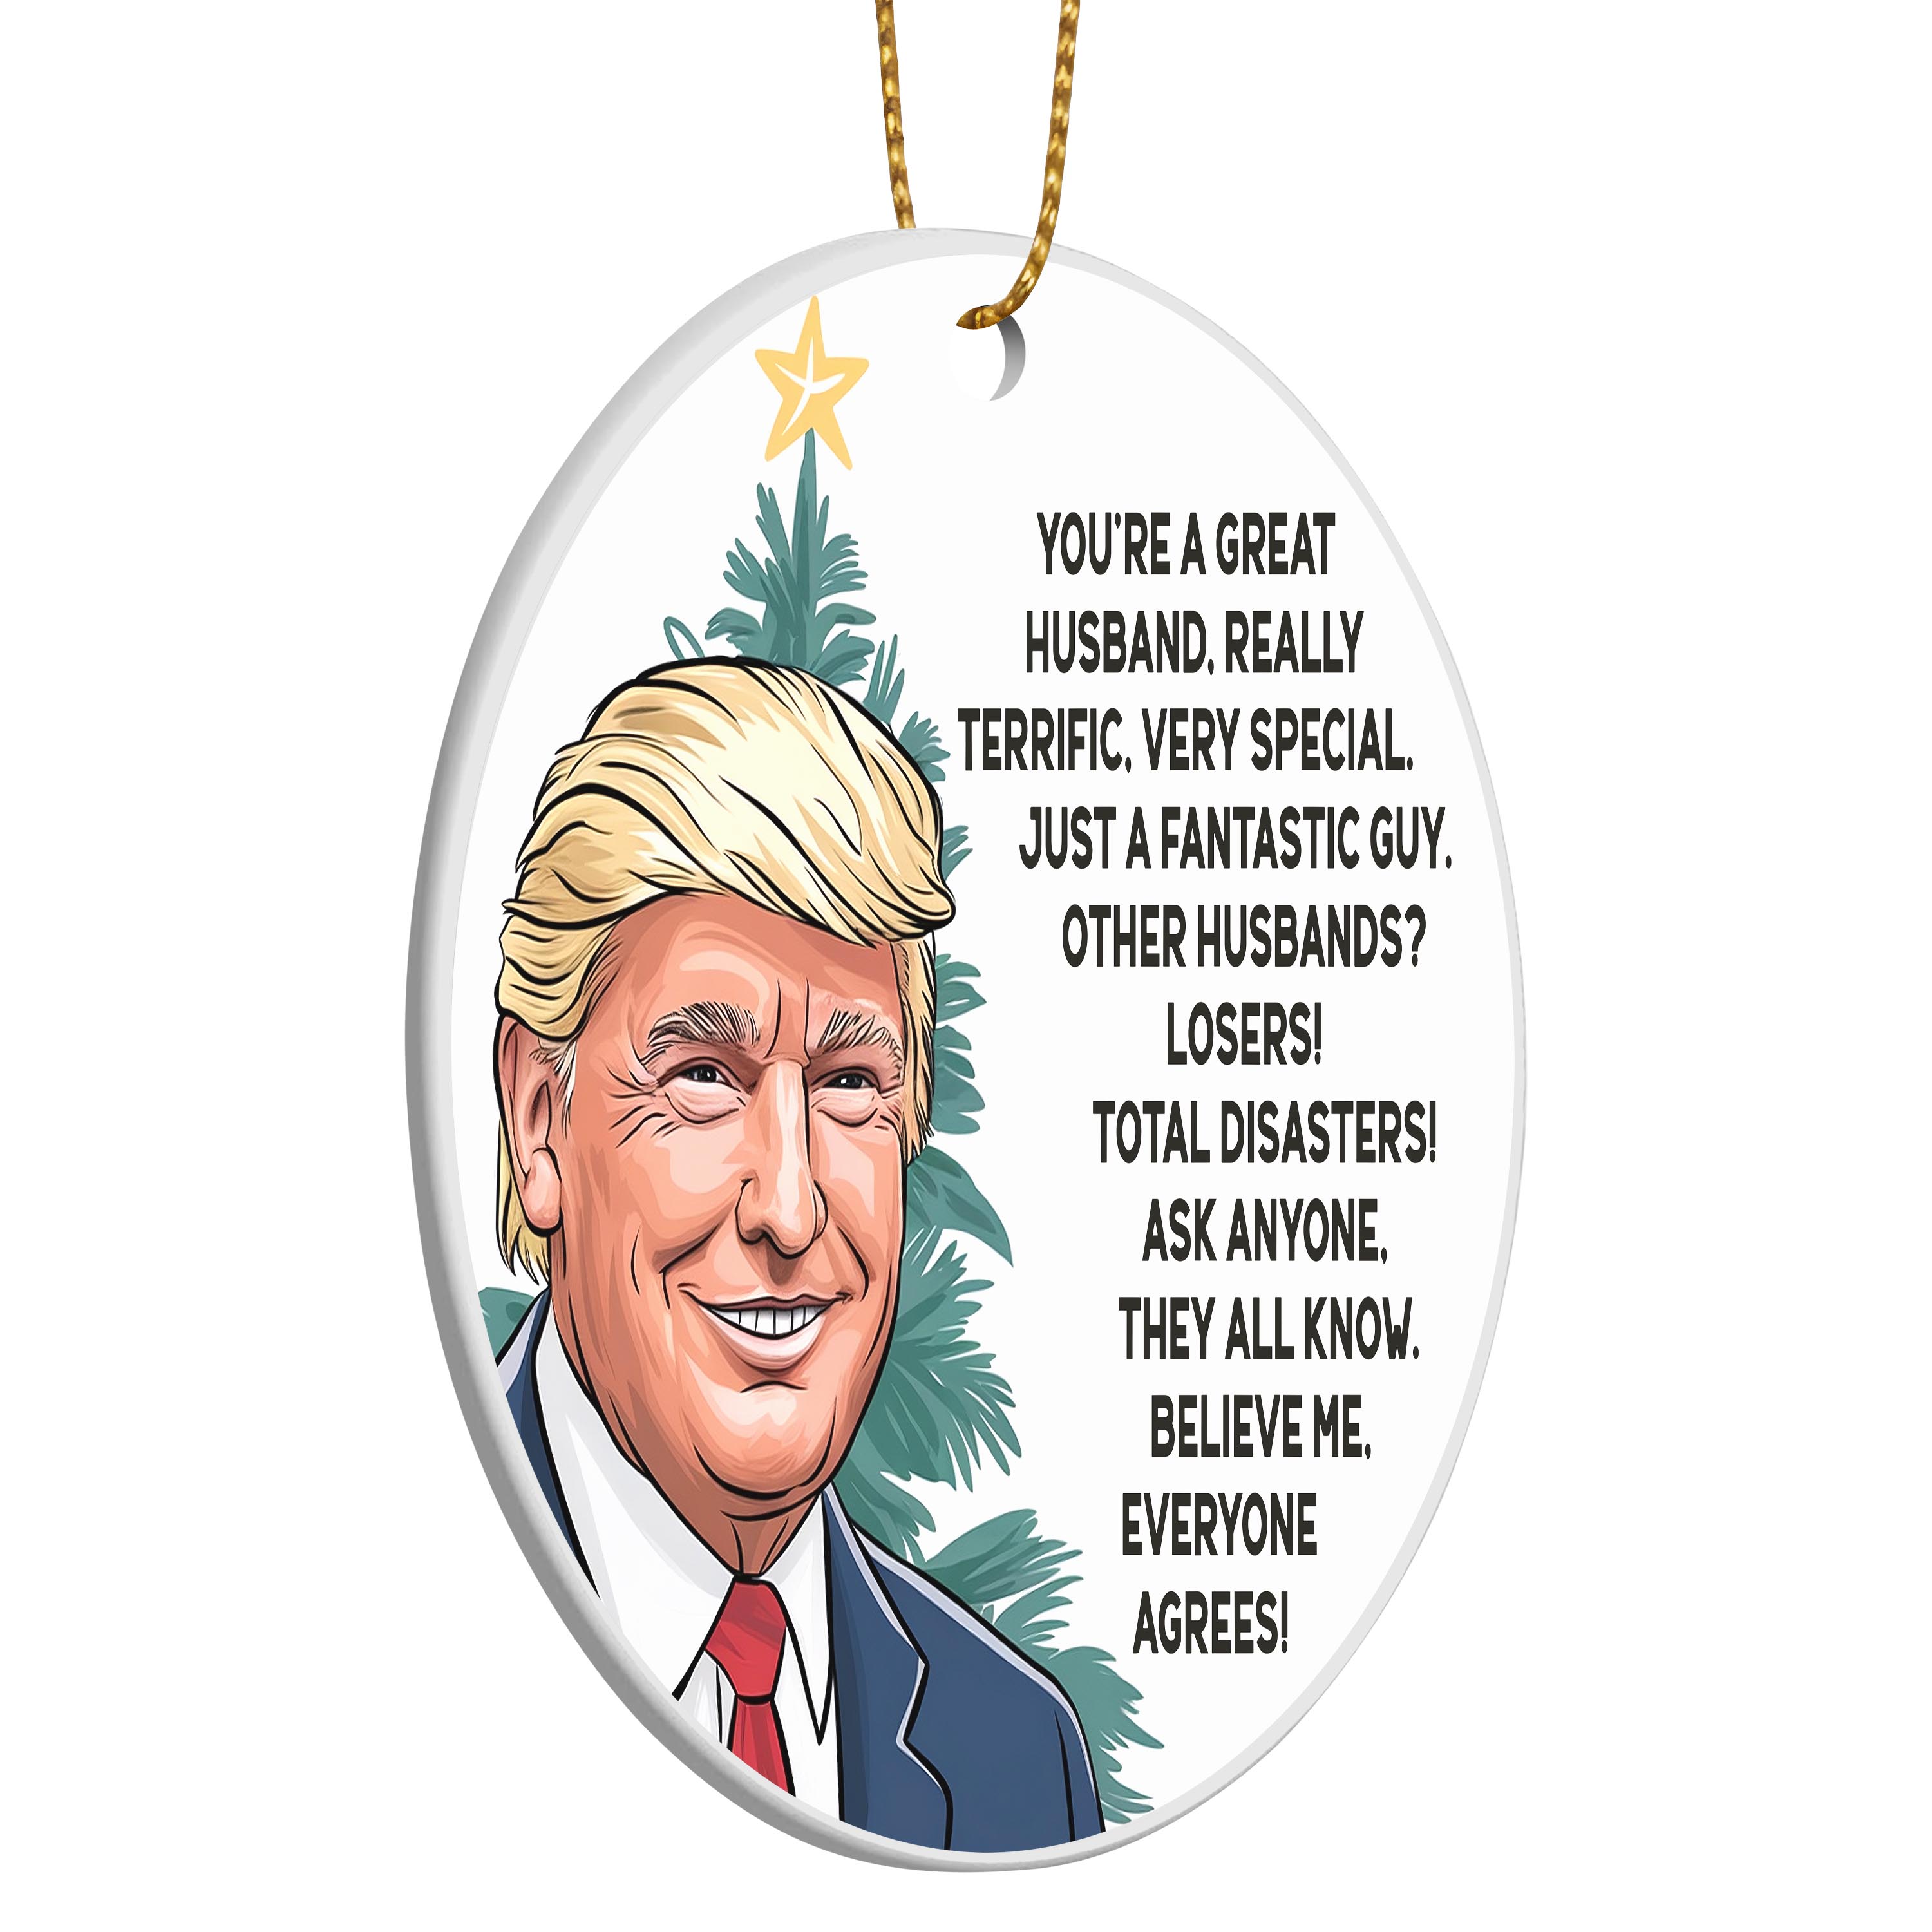 YOU'RE A GREAT
HUSBAND, REALLY
TERRIFIC, VERY SPECIAL.
JUST A FANTASTIC GUY.
OTHER HUSBANDS?
LOSERS!
TOTAL DISASTERS!
ASK ANYONE,
THEY ALL KNOW.
BELIEVE ME,
EVERYONE
AGREES!